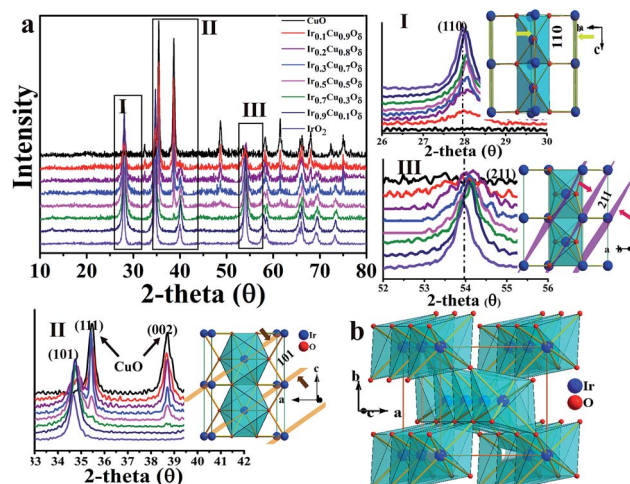 a
II
I
III
CuO
Ir0.1Cu0.9Oδ
Ir0.2Cu0.8Oδ
Ir0.3Cu0.7Oδ
Ir0.5Cu0.5Oδ
Ir0.7Cu0.3Oδ
Ir0.9Cu0.1Oδ
IrO2
Intensity
10 20 30 40 50 60 70 80
2-theta (θ)
I
(110)
110
a
c
26 27 28 29 30
2-theta (θ)
III
(211)
211
a
52 53 54 55 56
2-theta (θ)
II
(111)
(002)
(101)
CuO
101
Ir
O
c
a
33 34 35 36 37 38 39 40 41 42
2-theta (θ)
b
b
c a
Ir
O